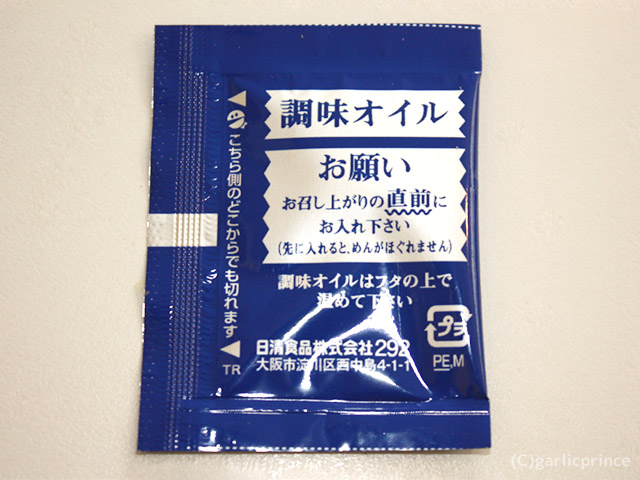 調味オイル
お願い
お召し上がりの直前に
お入れ下さい
(先に入れると、めんがほぐれません)
調味オイルはフタの上で
温めて下さい
日清食品株式会社292
大阪市淀川区西中島4-1-1
プラ
PE,M
こちら側のどこからでも切れます
TR
(C)garlicprince